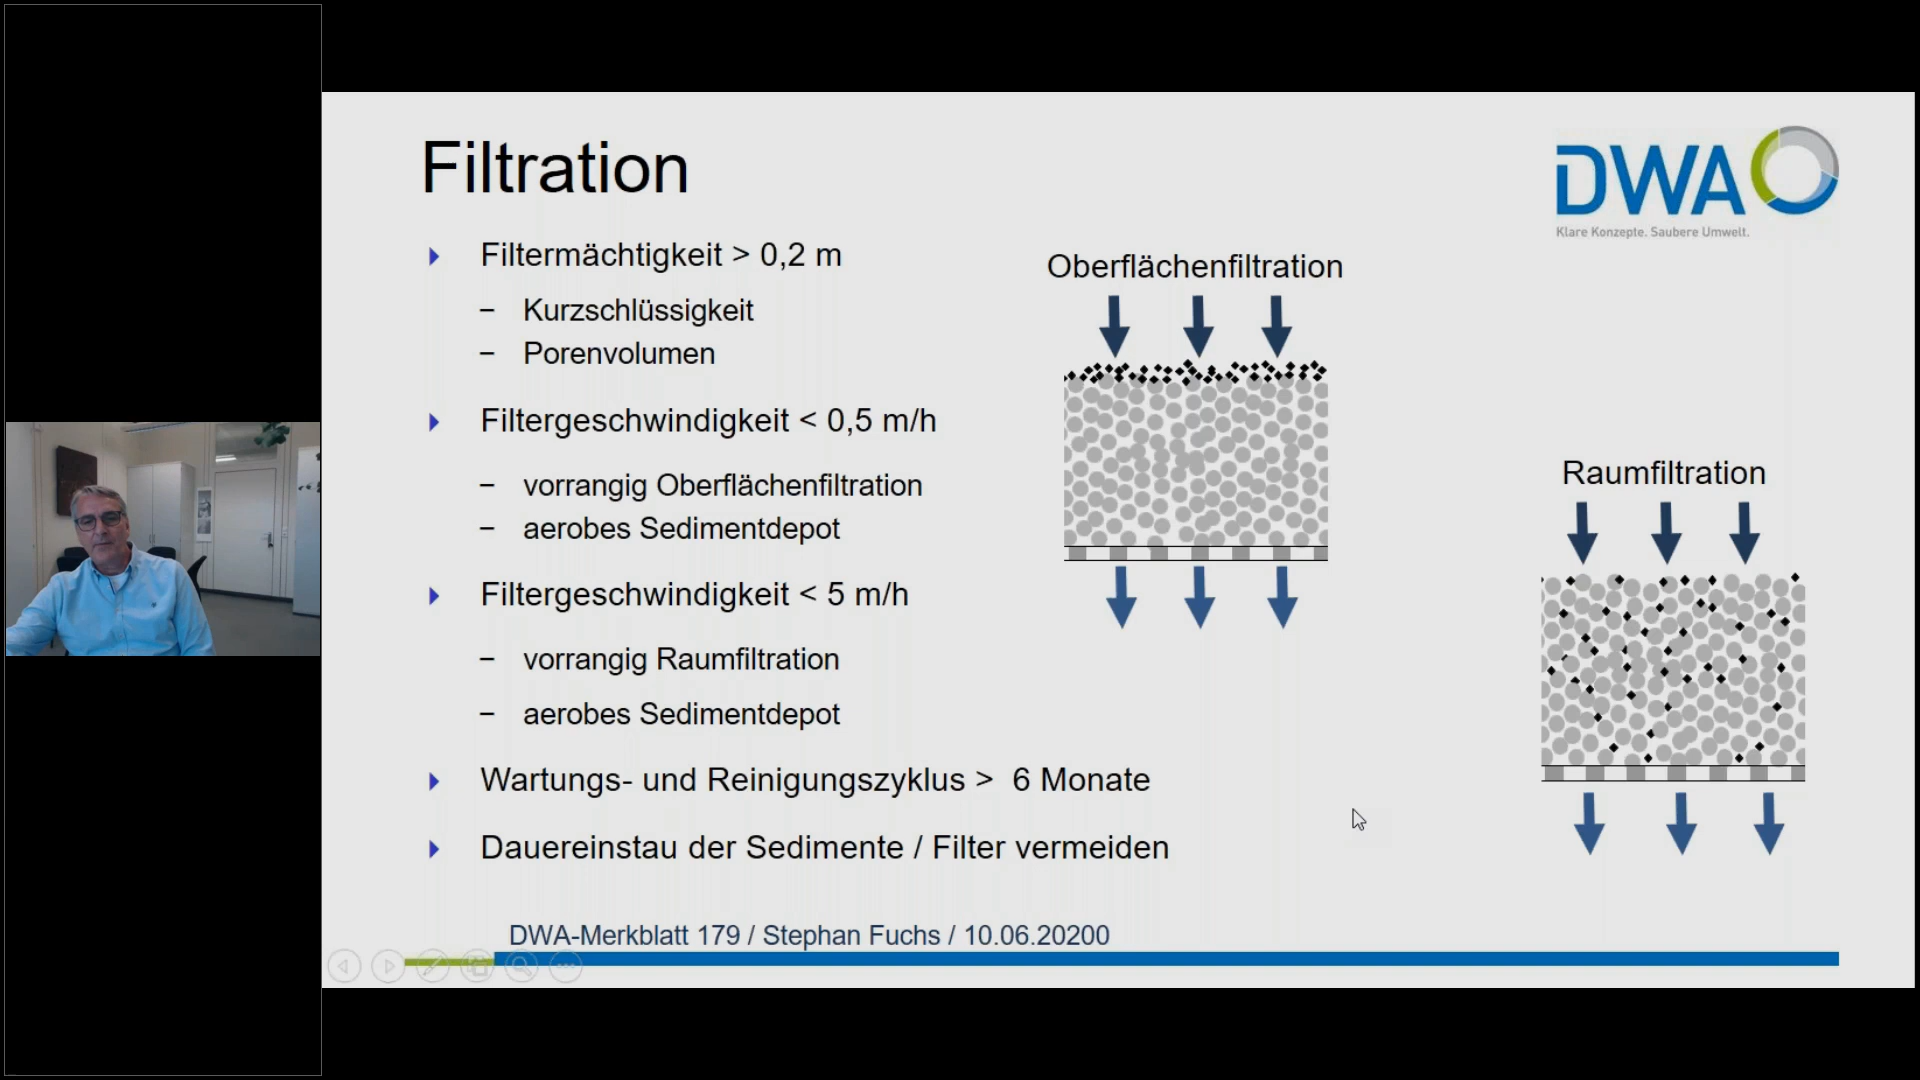 Filtration
DWA
Klare Konzepte. Saubere Umwelt.
Filtermächtigkeit > 0,2 m
– Kurzschlüssigkeit
– Porenvolumen
Filtergeschwindigkeit < 0,5 m/h
– vorrangig Oberflächenfiltration
– aerobes Sedimentdepot
Filtergeschwindigkeit < 5 m/h
– vorrangig Raumfiltration
– aerobes Sedimentdepot
Wartungs- und Reinigungszyklus > 6 Monate
Dauereinstau der Sedimente / Filter vermeiden
Oberflächenfiltration
Raumfiltration
DWA-Merkblatt 179 / Stephan Fuchs / 10.06.20200